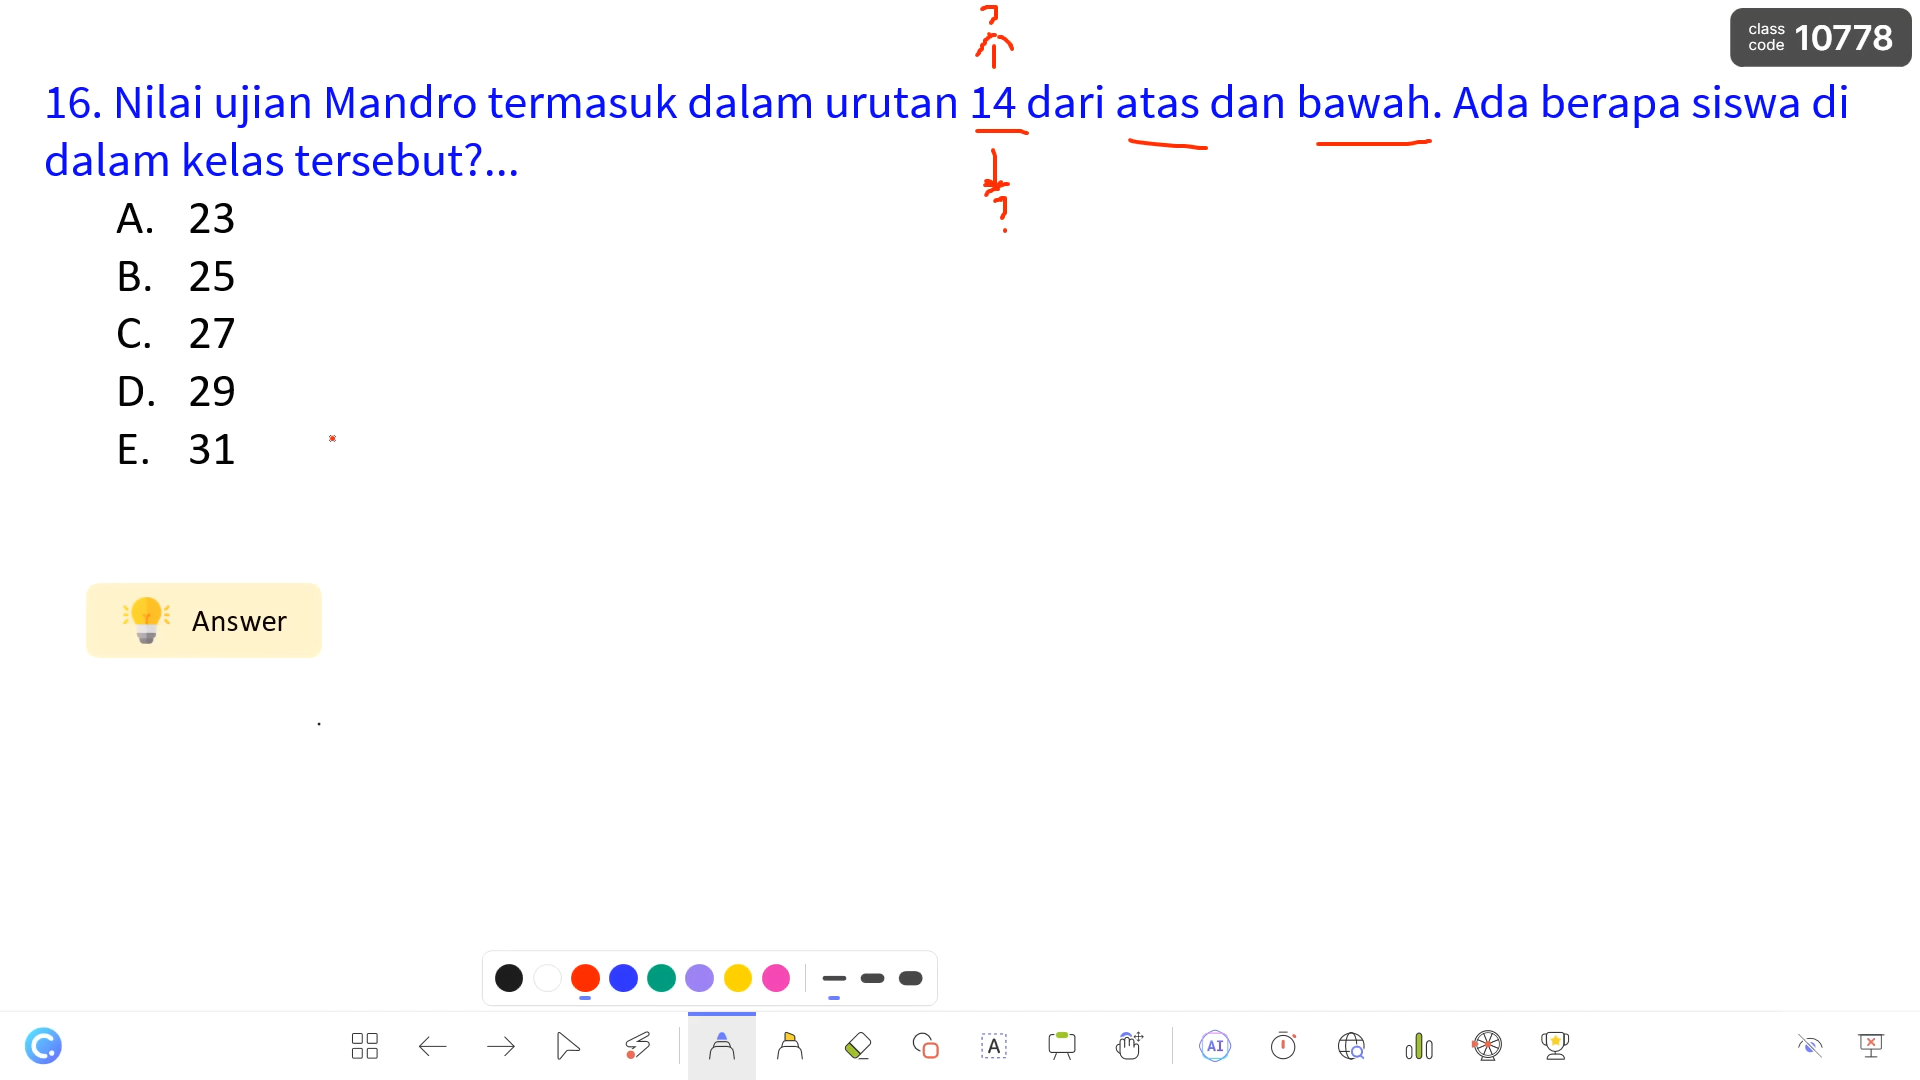 ?
class code 10778
16. Nilai ujian Mandro termasuk dalam urutan 14 dari atas dan bawah. Ada berapa siswa di
dalam kelas tersebut?...
?
A. 23
B. 25
C. 27
D. 29
E. 31
Answer
A
AI